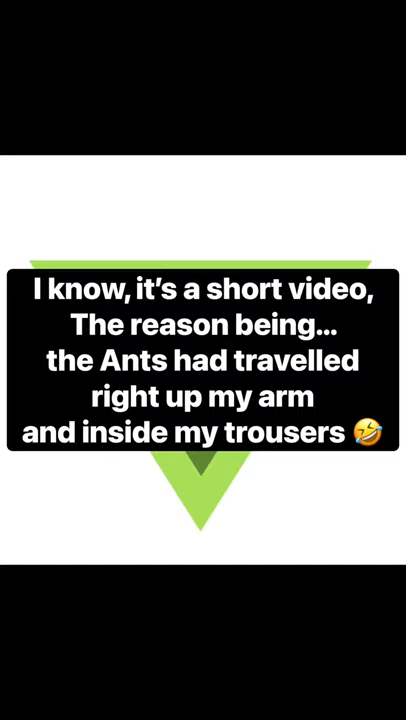 I know, it’s a short video,
The reason being...
the Ants had travelled
right up my arm
and inside my trousers 🤣